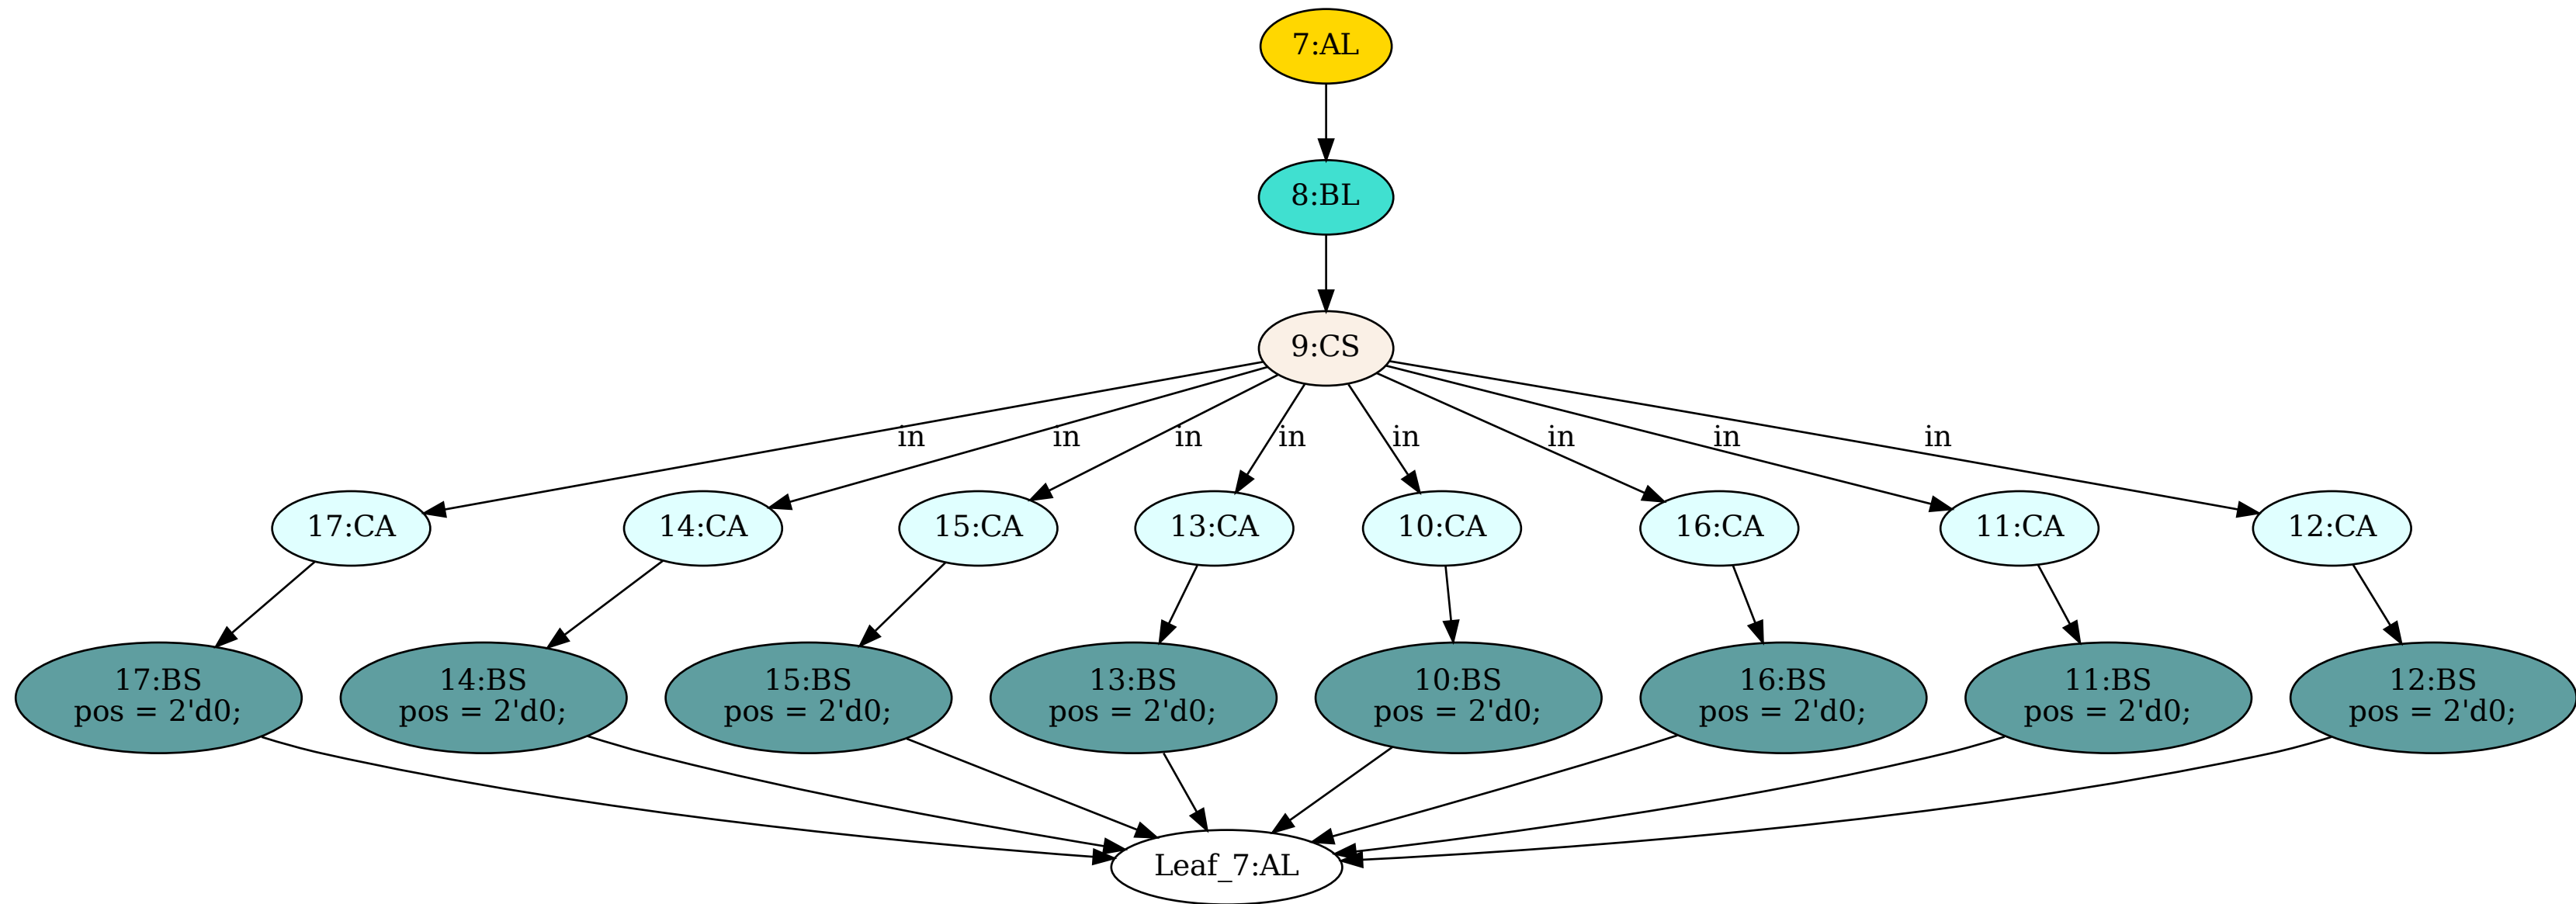 7:AL
8:BL
9:CS
in in in in in in in in
17:CA 14:CA 15:CA 13:CA 10:CA 16:CA 11:CA 12:CA
17:BS
pos = 2'd0;
14:BS
pos = 2'd0;
15:BS
pos = 2'd0;
13:BS
pos = 2'd0;
10:BS
pos = 2'd0;
16:BS
pos = 2'd0;
11:BS
pos = 2'd0;
12:BS
pos = 2'd0;
Leaf_7:AL